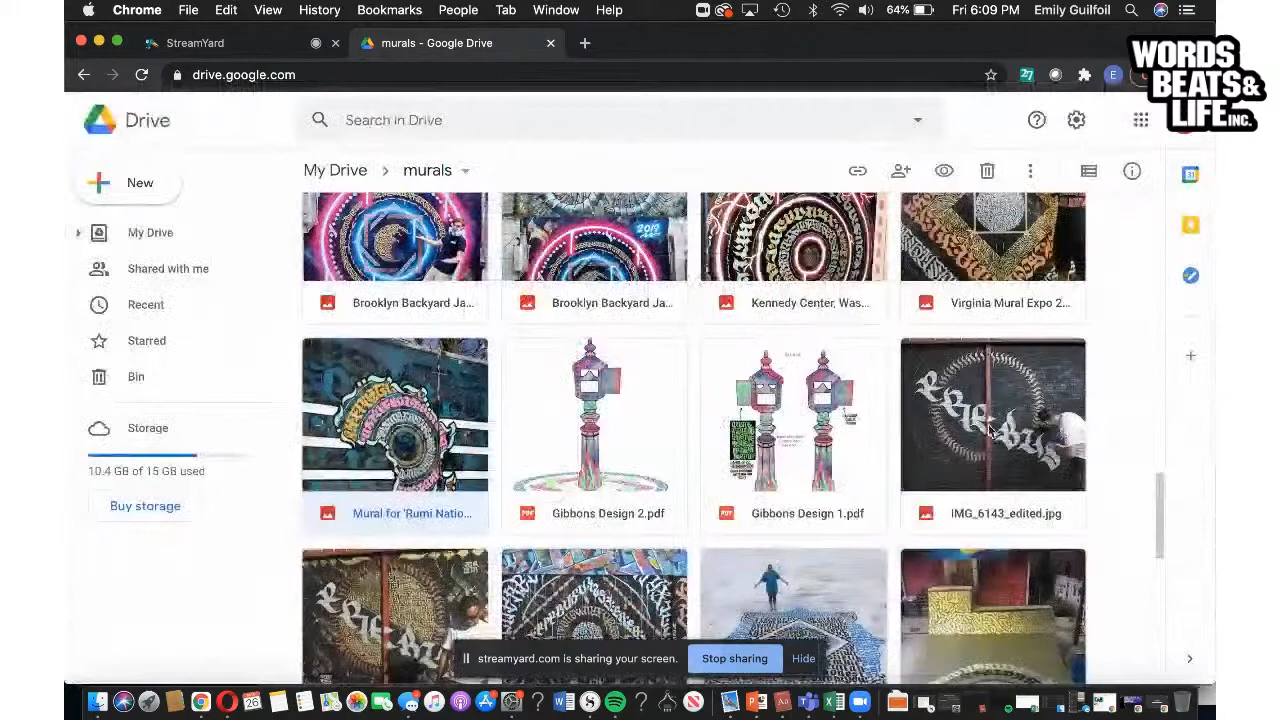 Chrome File Edit View History Bookmarks People Tab Window Help 64% Fri 6:09 PM Emily Guilfoil
StreamYard murals - Google Drive
drive.google.com 27 E
WORDS
BEATS&
LIFE INC.
Drive Search in Drive
New My Drive murals
My Drive
Shared with me
Recent
Starred
Bin
Storage
10.4 GB of 15 GB used
Buy storage
2019
Brooklyn Backyard Ja... Brooklyn Backyard Ja... Kennedy Center, Was... Virginia Mural Expo 2...
Mural for 'Rumi Natio... Gibbons Design 2.pdf Gibbons Design 1.pdf IMG_6143_edited.jpg
streamyard.com is sharing your screen. Stop sharing Hide